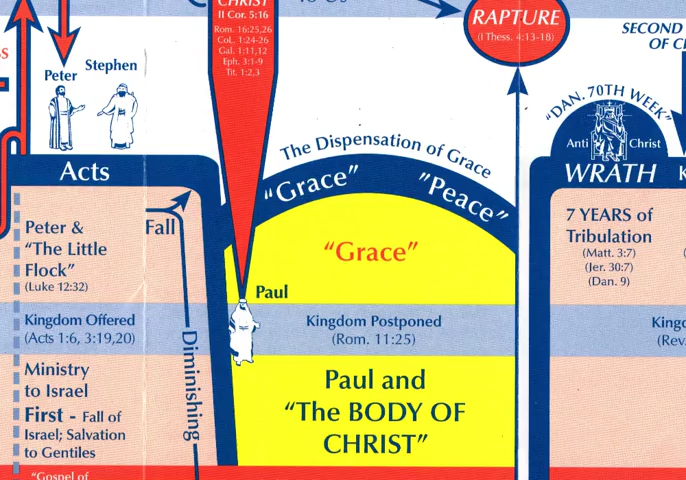 CHRIST
II Cor. 5:16
Rom. 16:25,26
Col. 1:24-26
Gal. 1:11,12
Eph. 3:1-9
Tit. 1:2,3
to Us
RAPTURE
(I Thess. 4:13-18)
SECOND
OF
Peter
Stephen
"DAN. 70TH WEEK"
Anti
Christ
WRATH
K
The Dispensation of Grace
"Grace"
"Peace"
Acts
Peter &
"The Little
Flock"
(Luke 12:32)
Fall
"Grace"
7 YEARS of
Tribulation
(Matt. 3:7)
(Jer. 30:7)
(Dan. 9)
Paul
Kingdom Offered
(Acts 1:6, 3:19,20)
Kingdom Postponed
(Rom. 11:25)
King
(Rev.
Diminishing
Ministry
to Israel
First - Fall of
Israel; Salvation
to Gentiles
Paul and
"The BODY OF
CHRIST"
"Gospel of